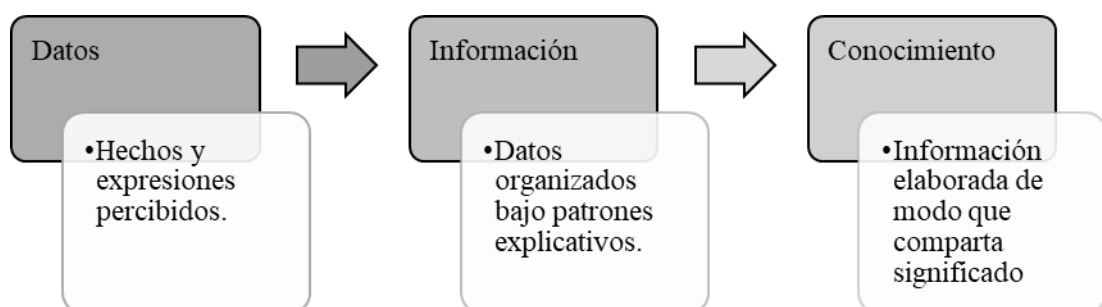 Datos
•Hechos y
expresiones
percibidos.
Información
•Datos
organizados
bajo patrones
explicativos.
Conocimiento
•Información
elaborada de
modo que
comparta
significado